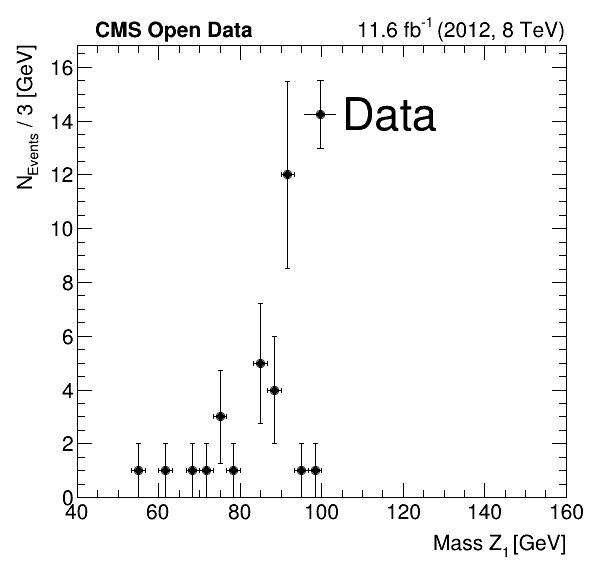 CMS Open Data 11.6 fb-1 (2012, 8 TeV)
NEvents / 3 [GeV]
16
14
12
10
8
6
4
2
0
Data
40 60 80 100 120 140 160
Mass Z1 [GeV]